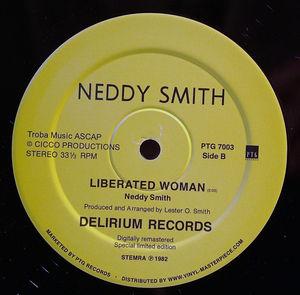 NEDDY SMITH
Troba Music ASCAP
© CICCO PRODUCTIONS
STEREO 33⅓ RPM
PTG 7003
Side B
PTG
LIBERATED WOMAN
Neddy Smith
Produced and Arranged by Lester O. Smith
DELIRIUM RECORDS
Digitally remastered
Special limited edition
STEMRA ℗ 1982
MARKETED BY PTG RECORDS · DISTRIBUTED BY WWW.VINYL-MASTERPIECE.COM